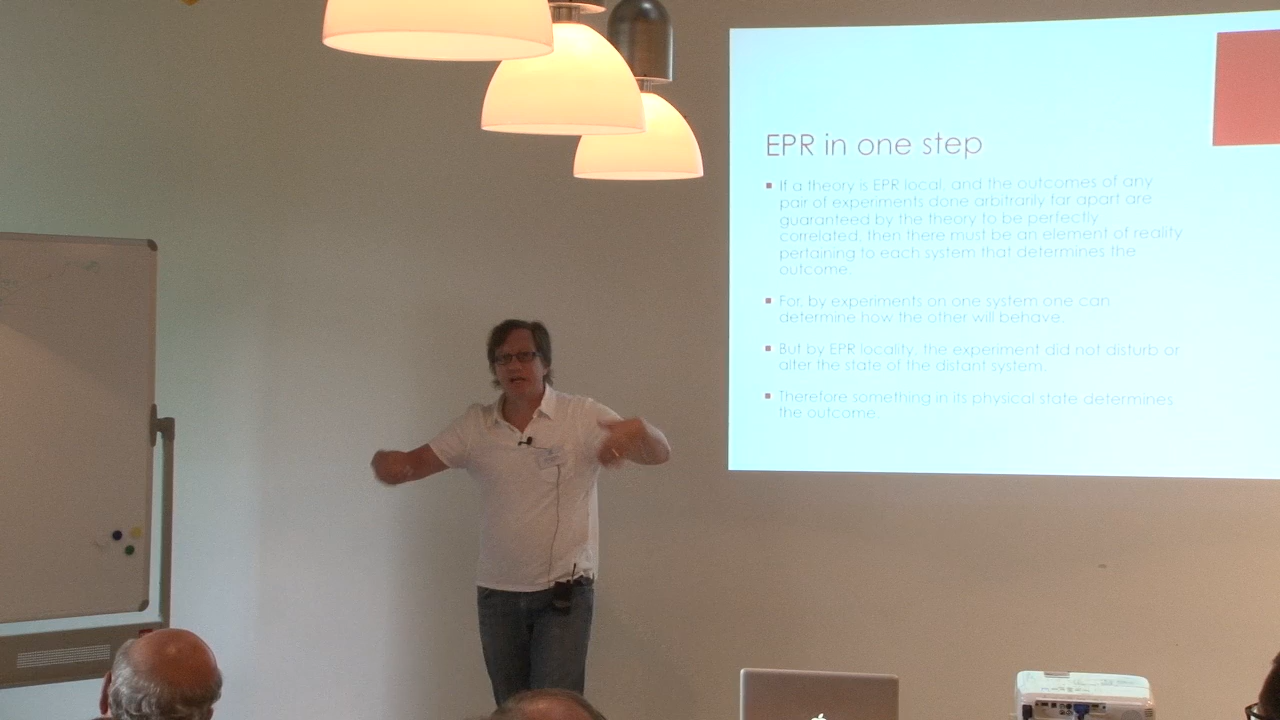 EPR in one step
If a theory is EPR local, and the outcomes of any
pair of experiments done arbitrarily far apart are
guaranteed by the theory to be perfectly
correlated, then there must be an element of reality
pertaining to each system that determines the
outcome.
For, by experiments on one system one can
determine how the other will behave.
But by EPR locality, the experiment did not disturb or
alter the state of the distant system.
Therefore something in its physical state determines
the outcome.